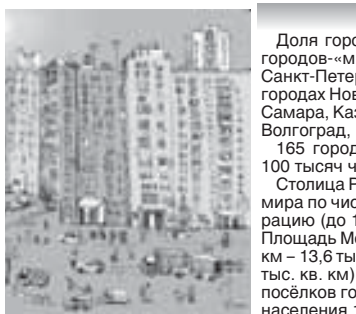 Доля горо
городов-«м
Санкт-Петер
городах Нов
Самара, Каз
Волгоград,
165 город
100 тысяч ч
Столица Р
мира по чис
рацию (до 1
Площадь Мо
км – 13,6 ты
тыс. кв. км)
посёлков го
населения